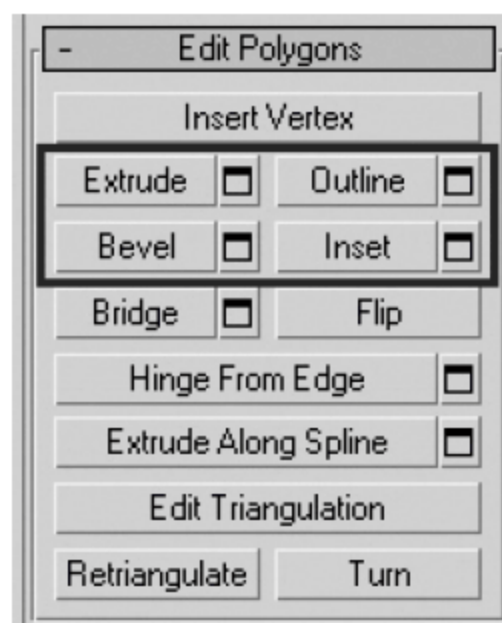 - Edit Polygons
Insert Vertex
Extrude Outline
Bevel Inset
Bridge Flip
Hinge From Edge
Extrude Along Spline
Edit Triangulation
Retriangulate Turn